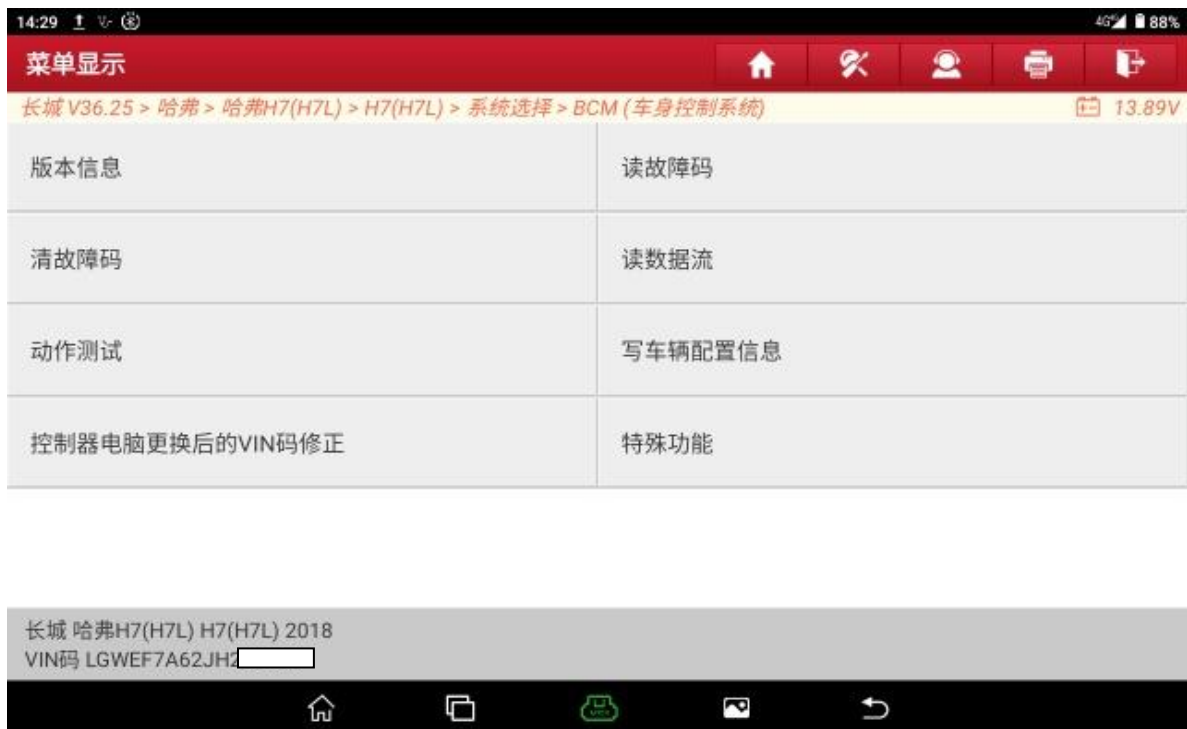 14:29
4G 88%
菜单显示
长城 V36.25 > 哈弗 > 哈弗H7(H7L) > H7(H7L) > 系统选择 > BCM (车身控制系统)
13.89V
版本信息
读故障码
清故障码
读数据流
动作测试
写车辆配置信息
控制器电脑更换后的VIN码修正
特殊功能
长城 哈弗H7(H7L) H7(H7L) 2018
VIN码 LGWEF7A62JH2